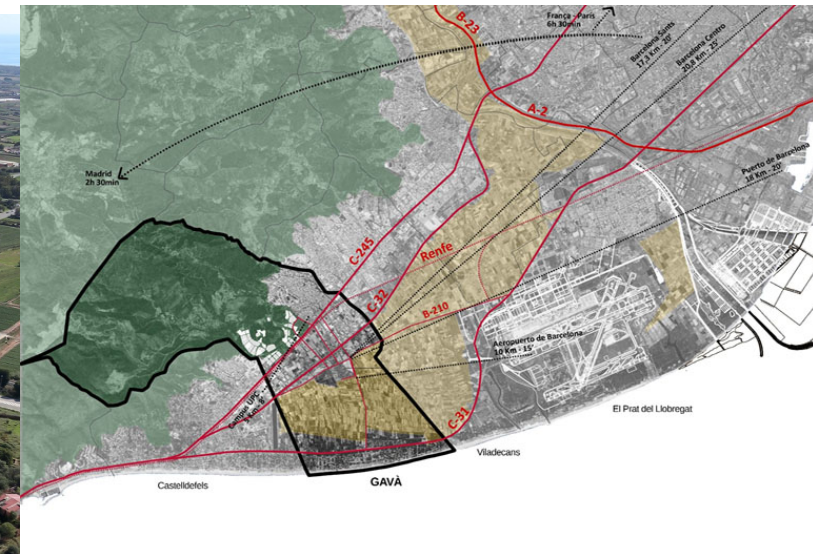 B-23
França - Paris
6h 30min
Barcelona Sants
17,3 Km - 20'
Barcelona Centro
20,8 Km - 25'
A-2
Puerto de Barcelona
18 Km - 20'
Madrid
2h 30min
C-245
Renfe
C-32
B-210
Aeropuerto de Barcelona
10 Km - 15'
Campus UPC
C-31
El Prat del Llobregat
Viladecans
Castelldefels
GAVÀ